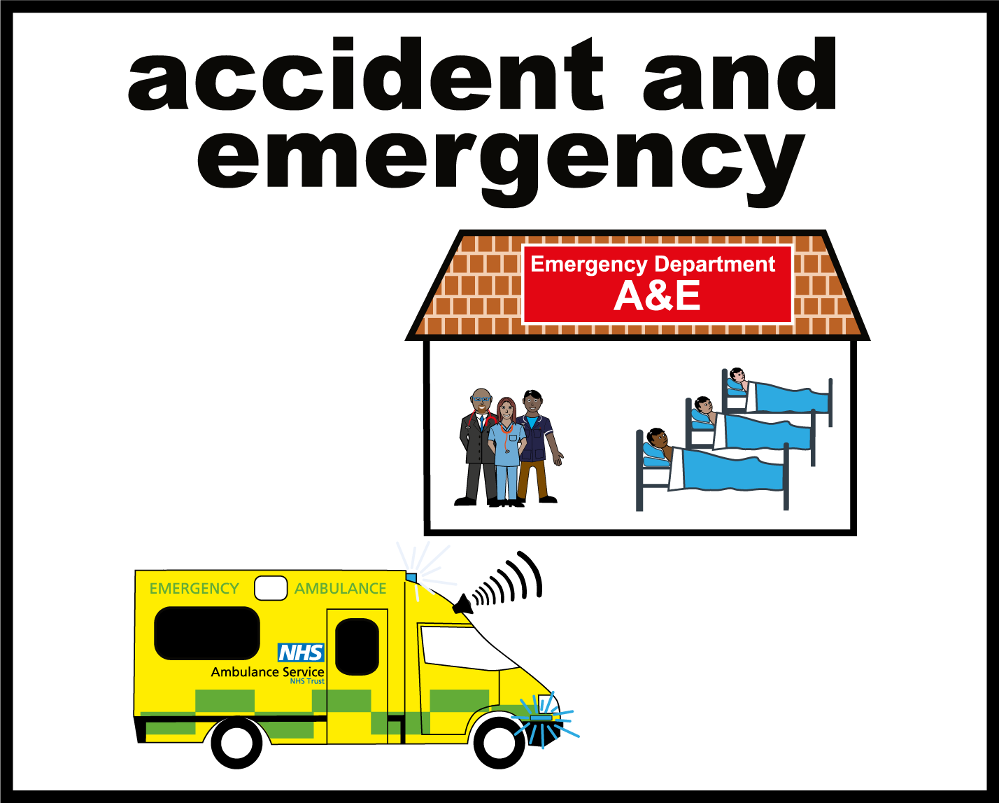 accident and
emergency
Emergency Department
A&E
EMERGENCY AMBULANCE
NHS
Ambulance Service
NHS Trust